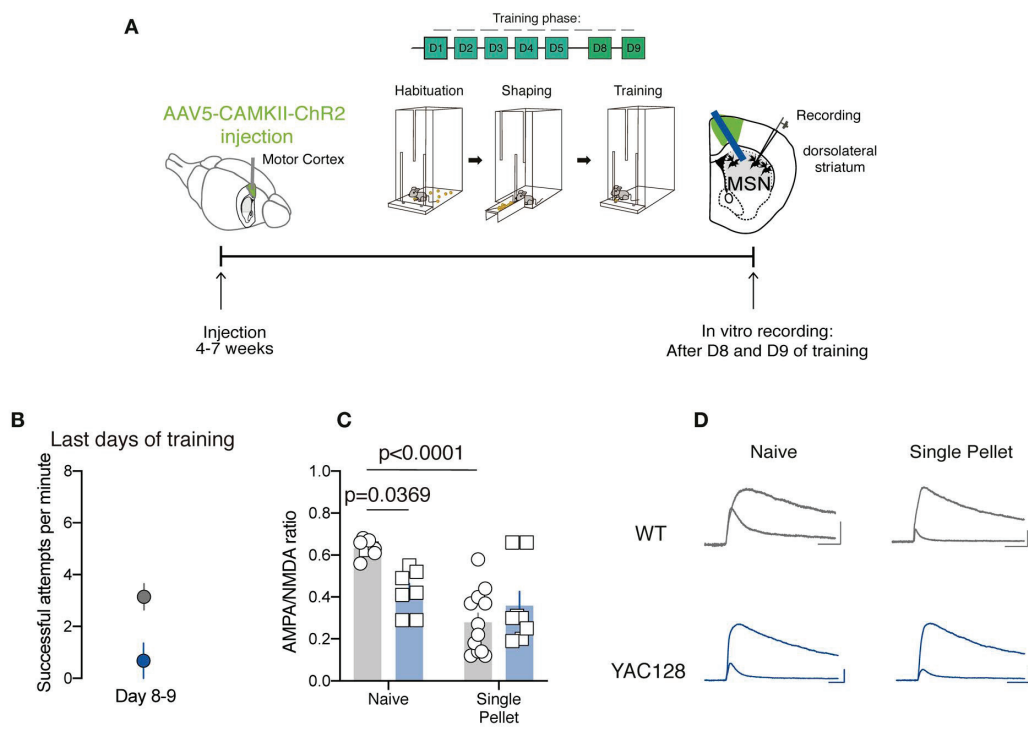 A
Training phase:
D1 D2 D3 D4 D5 D8 D9
Habituation Shaping Training
AAV5-CAMKII-ChR2
injection
Motor Cortex
Recording
dorsolateral
striatum
MSN
Injection
4-7 weeks
In vitro recording:
After D8 and D9 of training
B
Last days of training
Successful attempts per minute
8
6
4
2
0
Day 8-9
C
p<0.0001
p=0.0369
AMPA/NMDA ratio
1.0
0.8
0.6
0.4
0.2
0.0
Naive
Single
Pellet
D
Naive Single Pellet
WT
YAC128